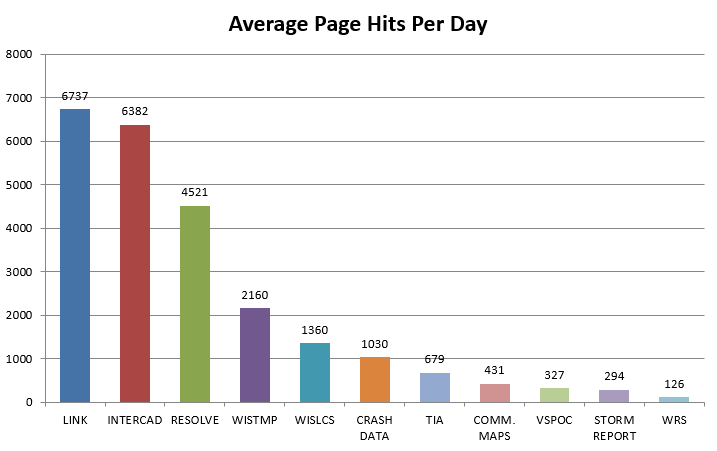 Average Page Hits Per Day
8000
7000
6000
5000
4000
3000
2000
1000
0
6737
6382
4521
2160
1360
1030
679
431
327
294
126
LINK
INTERCAD
RESOLVE
WISTMP
WISLCS
CRASH
DATA
TIA
COMM.
MAPS
VSPOC
STORM
REPORT
WRS